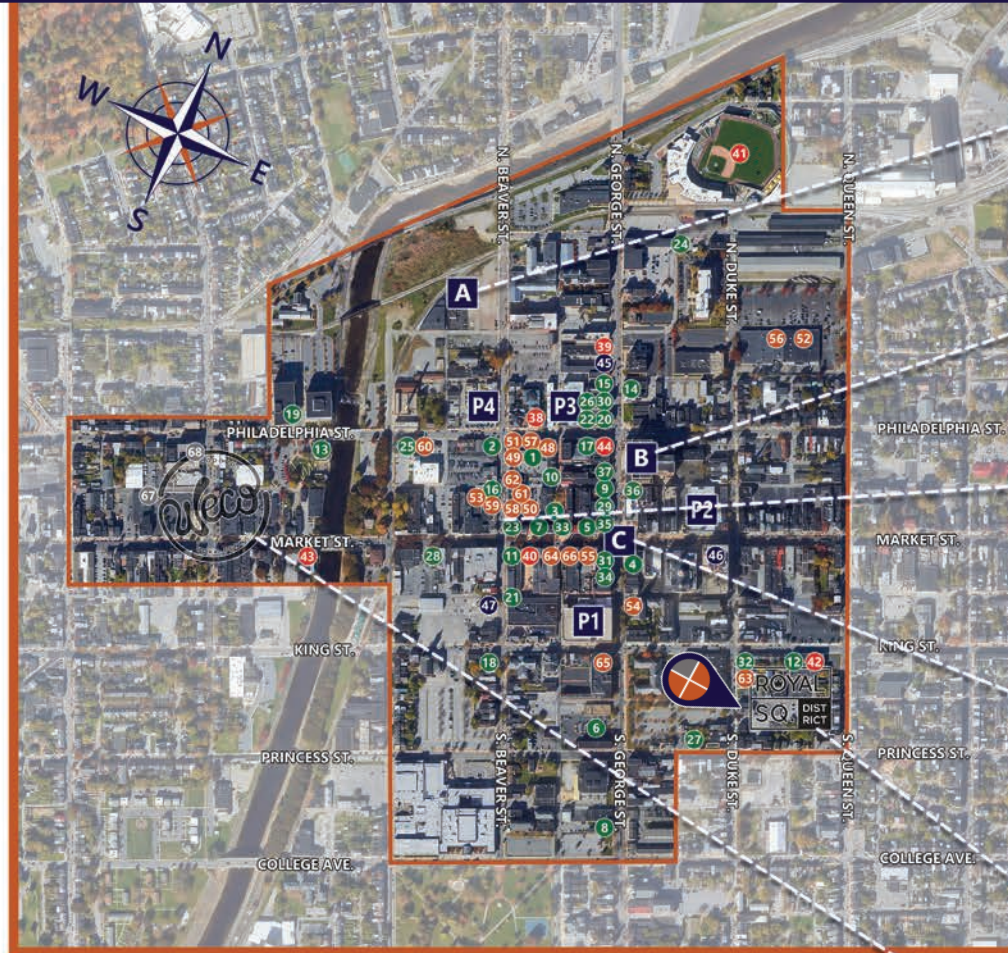 N
W
E
S
N. BEAVER ST.
N. GEORGE ST.
N. DUKE ST.
N. QUEEN ST.
41
24
A
39
45
56
52
15
14
26
30
P4
P3
38
22
20
19
PHILADELPHIA ST.
PHILADELPHIA ST.
13
25
60
2
51
57
48
49
1
17
44
B
68
67
Weco
62
10
37
16
61
9
36
53
59
58
50
3
29
P2
23
7
33
5
35
MARKET ST.
C
MARKET ST.
43
28
11
40
64
66
55
31
4
46
34
47
21
P1
54
KING ST.
KING ST.
18
65
32
12
42
63
ROYAL
SQ.
DIST
RICT
6
27
PRINCESS ST.
S. BEAVER ST.
S. GEORGE ST.
S. DUKE ST.
S. QUEEN ST.
PRINCESS ST.
8
COLLEGE AVE.
COLLEGE AVE.